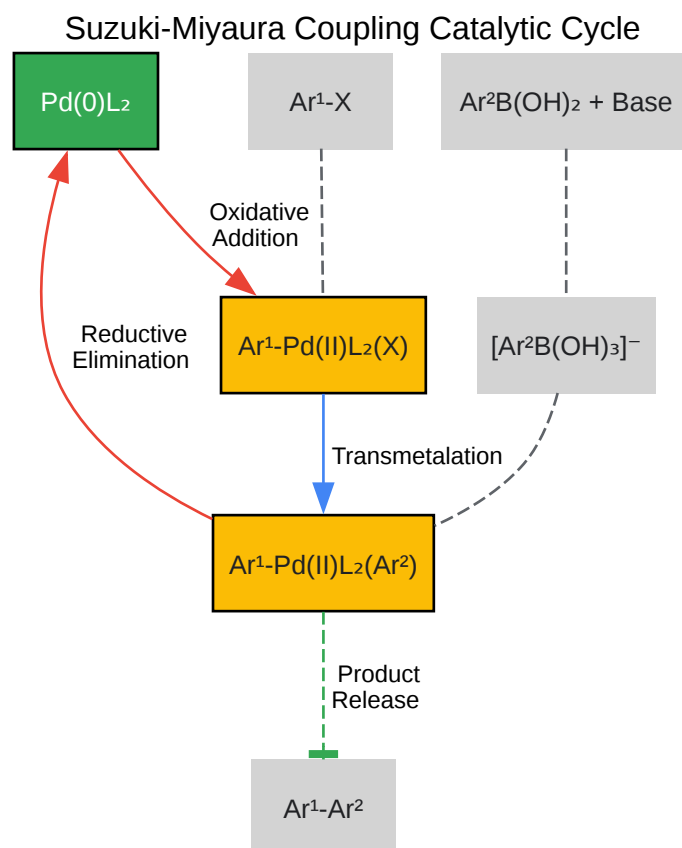 Suzuki-Miyaura Coupling Catalytic Cycle
Pd(0)L₂
Ar¹-X
Ar²B(OH)₂ + Base
Oxidative
Addition
Reductive
Elimination
Ar¹-Pd(II)L₂(X)
[Ar²B(OH)₃]⁻
Transmetalation
Ar¹-Pd(II)L₂(Ar²)
Product
Release
Ar¹-Ar²